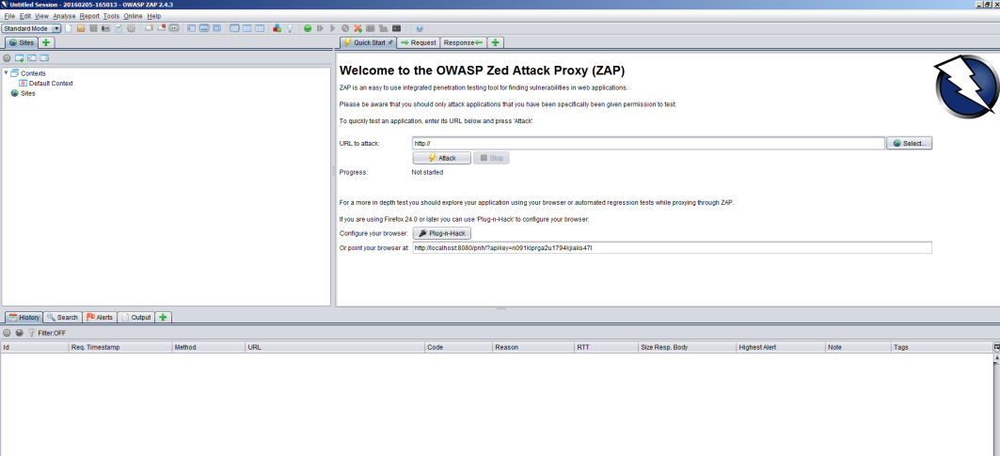 Untitled Session - 20160205-165013 - OWASP ZAP 2.4.3
File Edit View Analyse Report Tools Online Help
Standard Mode
Sites
Quick Start Request Response
Contexts
Default Context
Sites
Welcome to the OWASP Zed Attack Proxy (ZAP)
ZAP is an easy to use integrated penetration testing tool for finding vulnerabilities in web applications.
Please be aware that you should only attack applications that you have been specifically been given permission to test.
To quickly test an application, enter its URL below and press 'Attack'.
URL to attack: http:// Select...
Attack Stop
Progress: Not started
For a more in depth test you should explore your application using your browser or automated regression tests while proxying through ZAP.
If you are using Firefox 24.0 or later you can use 'Plug-n-Hack' to configure your browser:
Configure your browser: Plug-n-Hack
Or point your browser at:
History Search Alerts Output
Filter:OFF
Id Req. Timestamp Method URL Code Reason RTT Size Resp. Body Highest Alert Note Tags